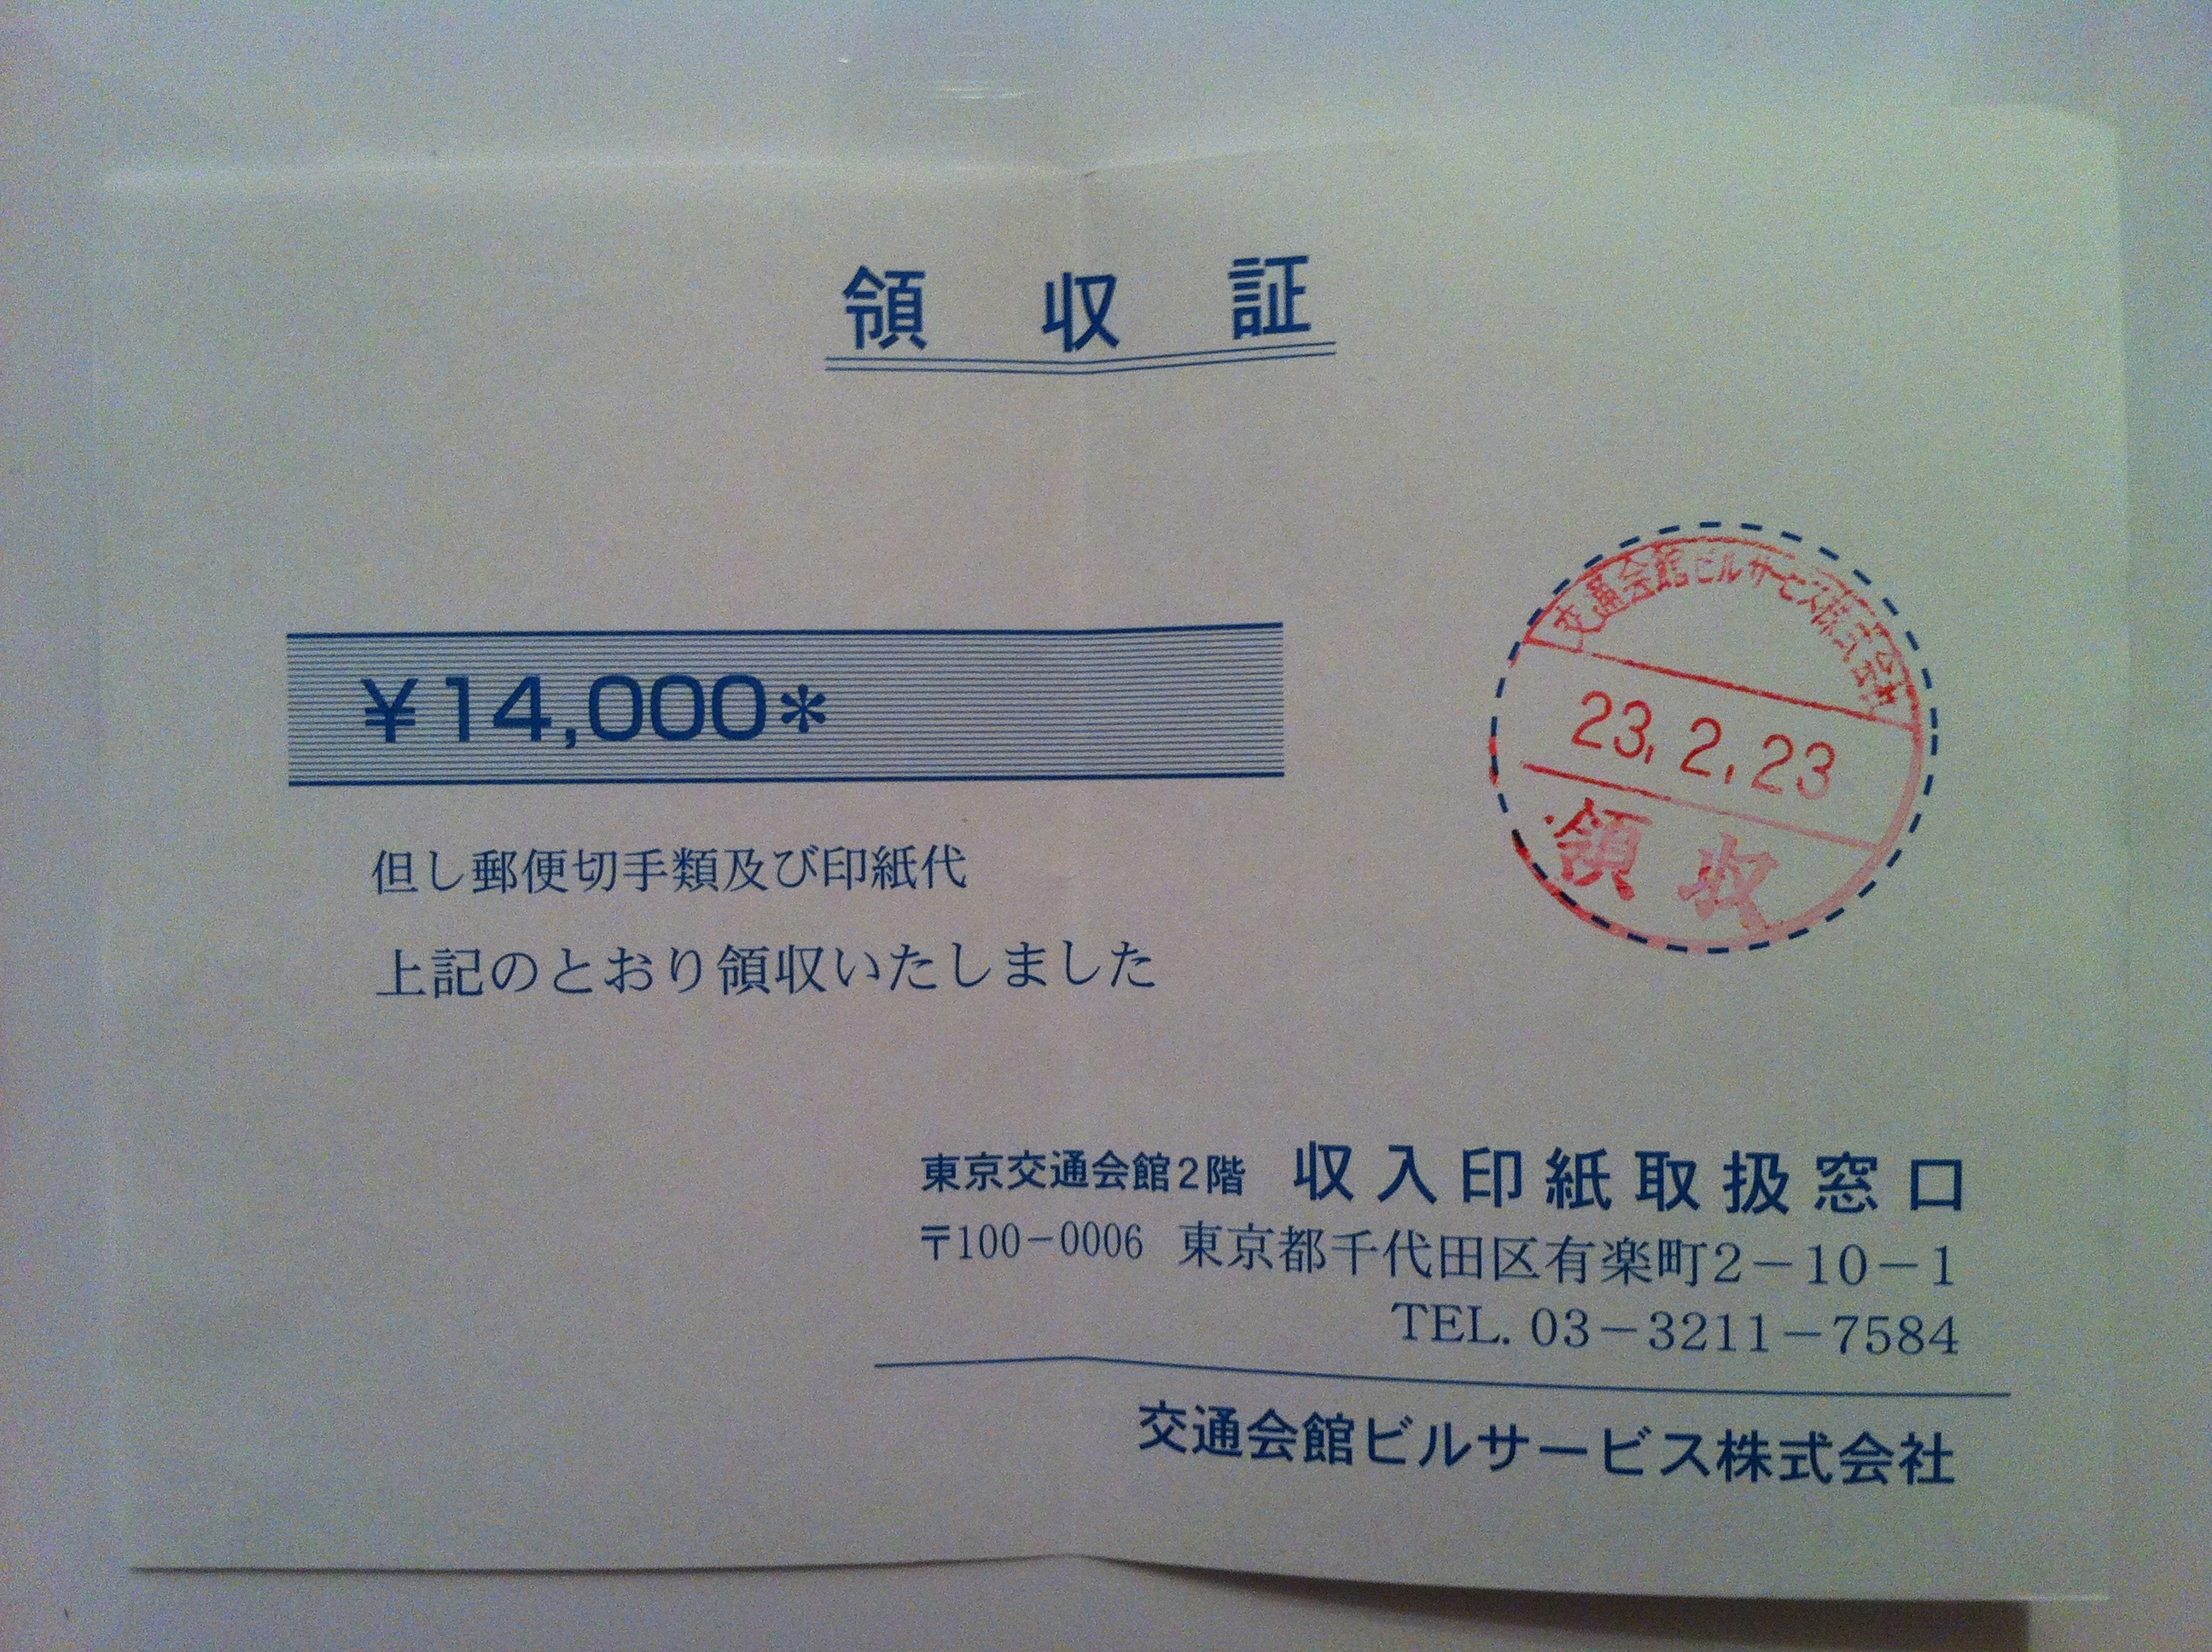 領収証
¥14,000*
但し郵便切手類及び印紙代
上記のとおり領収いたしました
交通会館ビルサービス株式会社
23.2.23
領収
東京交通会館2階 収入印紙取扱窓口
〒100-0006 東京都千代田区有楽町2-10-1
TEL. 03-3211-7584
交通会館ビルサービス株式会社